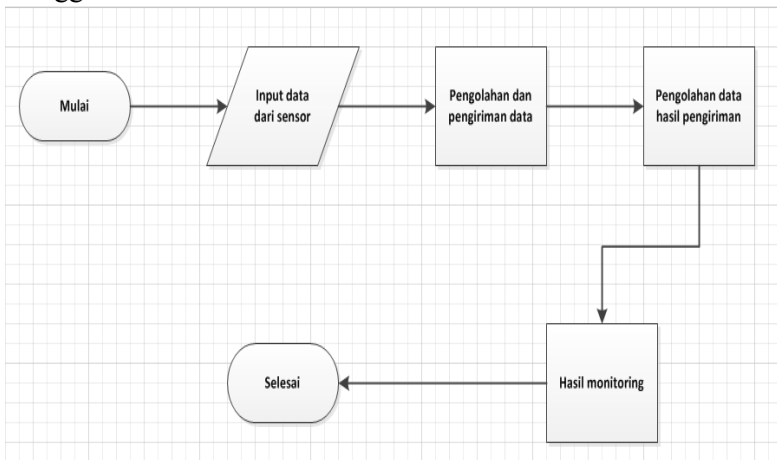 Mulai
Input data
dari sensor
Pengolahan dan
pengiriman data
Pengolahan data
hasil pengiriman
Hasil monitoring
Selesai